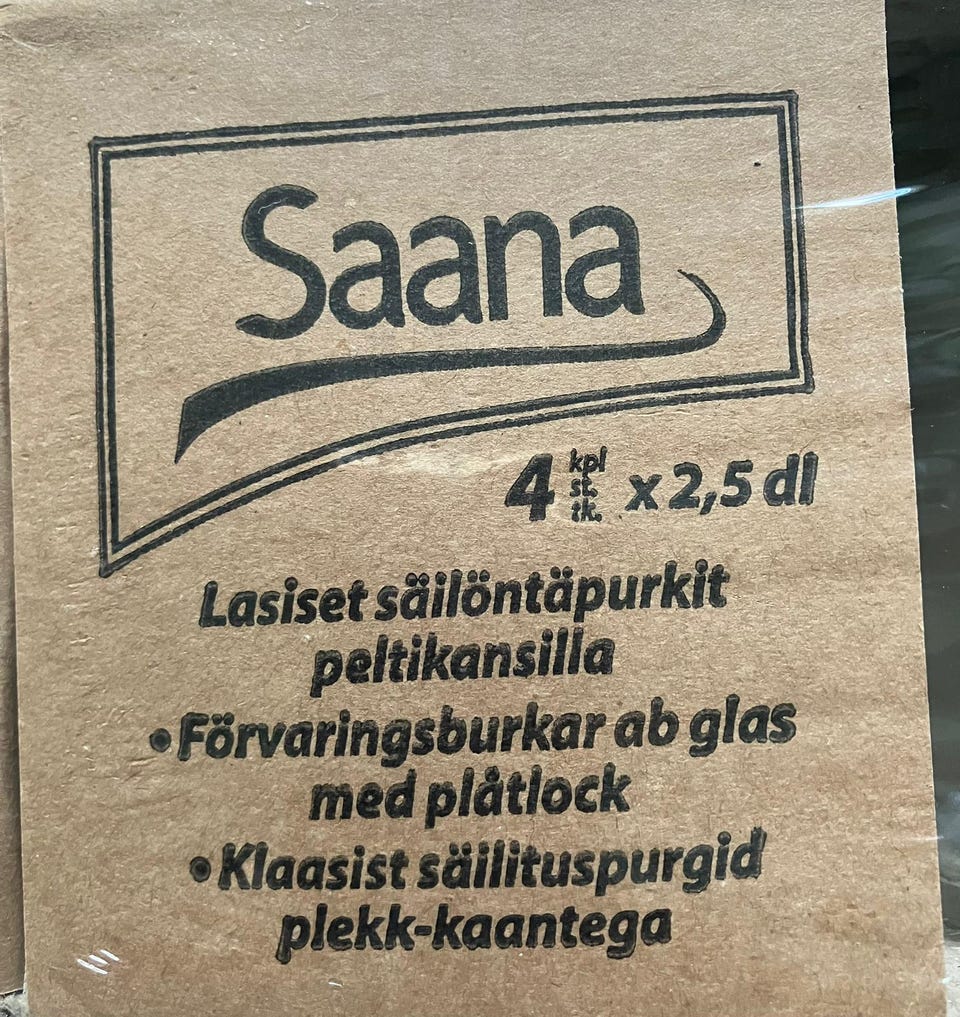 Saana
4 kpl st. tk. x 2,5 dl
Lasiset säilöntäpurkit
peltikansilla
•Förvaringsburkar ab glas
med plåtlock
•Klaasist säilituspurgid
plekk-kaantega